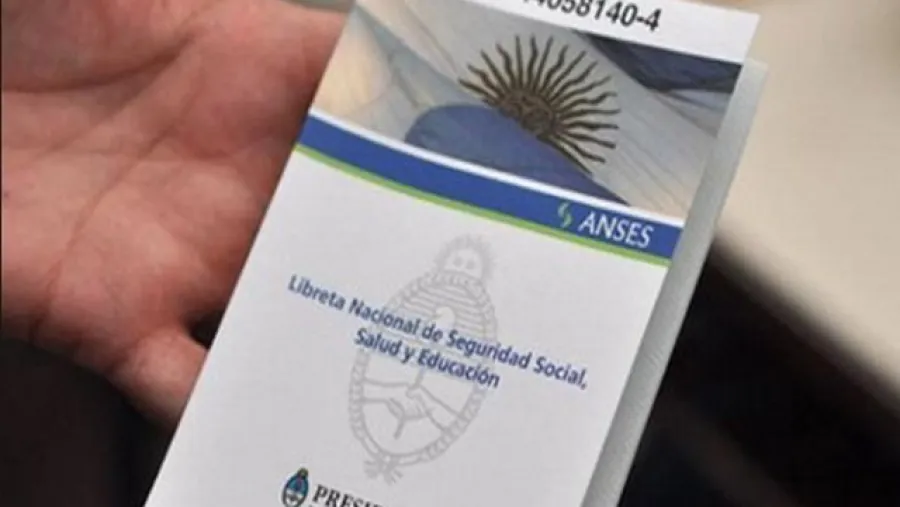 4058140-4
ANSES
Libreta Nacional de Seguridad Social,
Salud y Educación